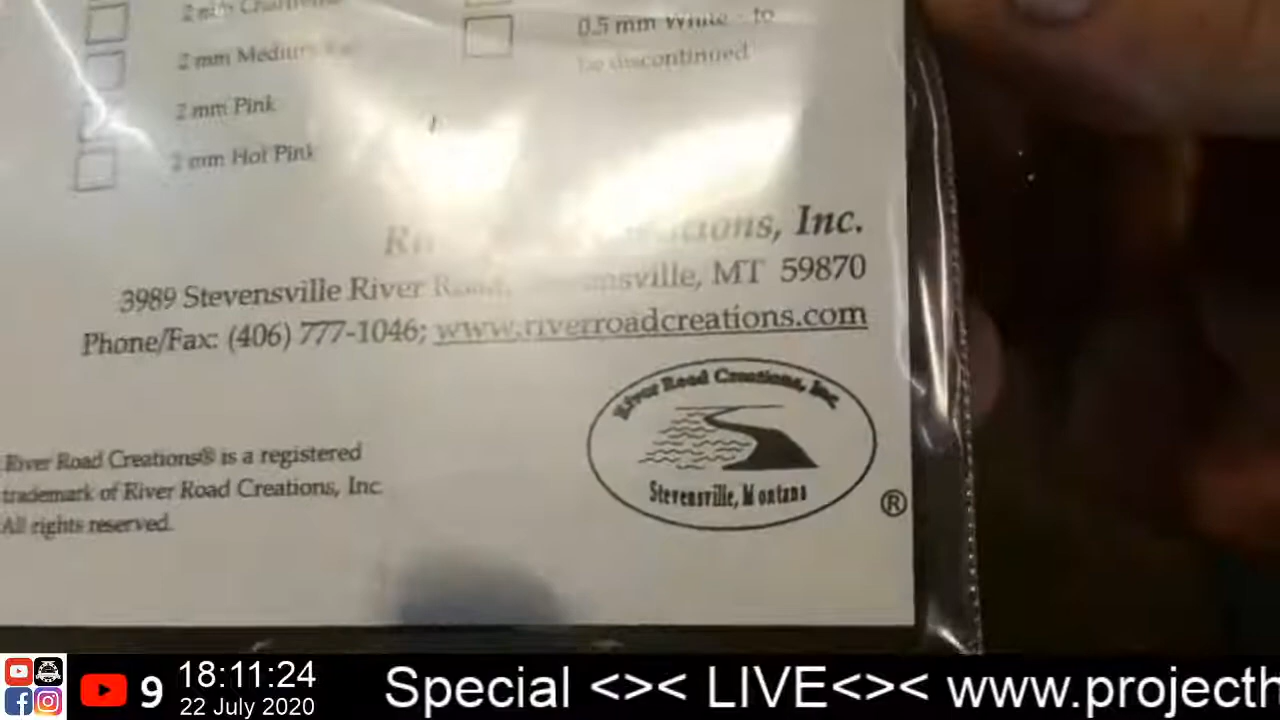 2 mm
0.5 mm White - to
be discontinued
2 mm Medium
2 mm Pink
2 mm Hot Pink
Inc.
3989 Stevensville River MT 59870
Phone/Fax: (406) 777-1046; www.riverroadcreations.com
River Road Creations, Inc.
Stevensville, Montana
®
River Road Creations® is a registered
trademark of River Road Creations, Inc.
All rights reserved.
9 18:11:24
22 July 2020
Special <>< LIVE<>< www.projecth